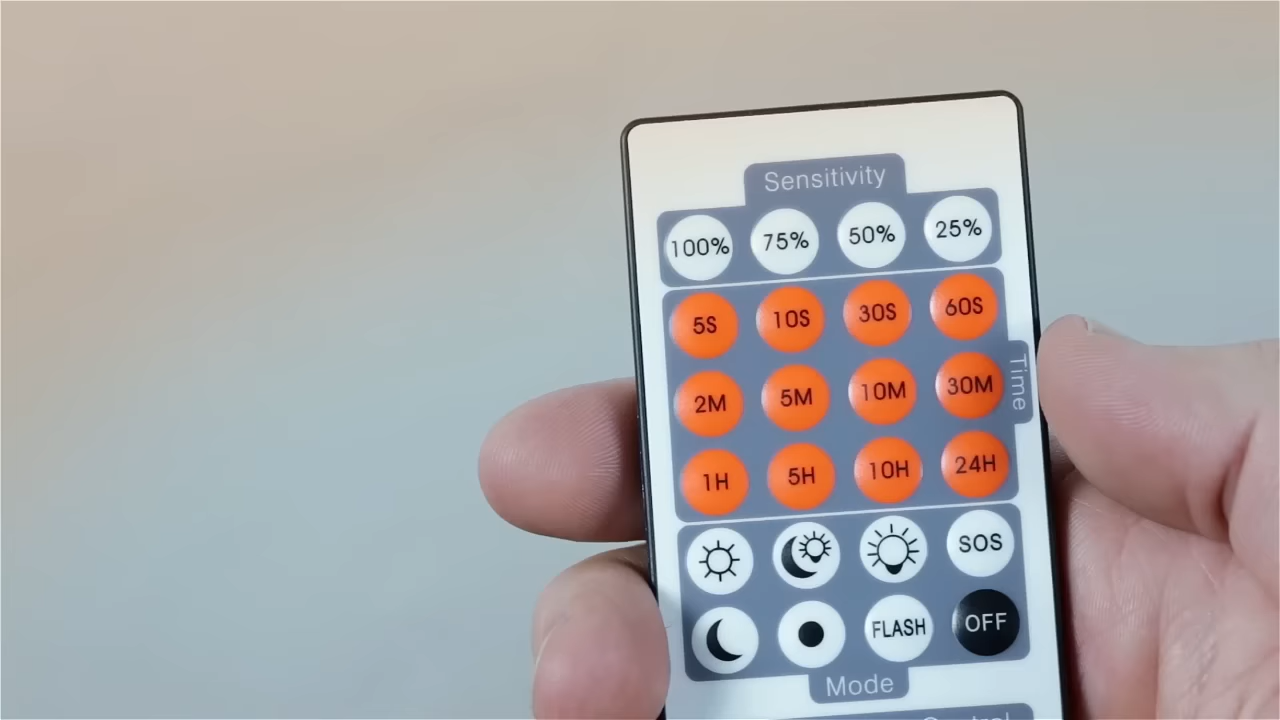 Sensitivity
100% 75% 50% 25%
5S 10S 30S 60S
2M 5M 10M 30M
Time
1H 5H 10H 24H
SOS
FLASH OFF
Mode
Control